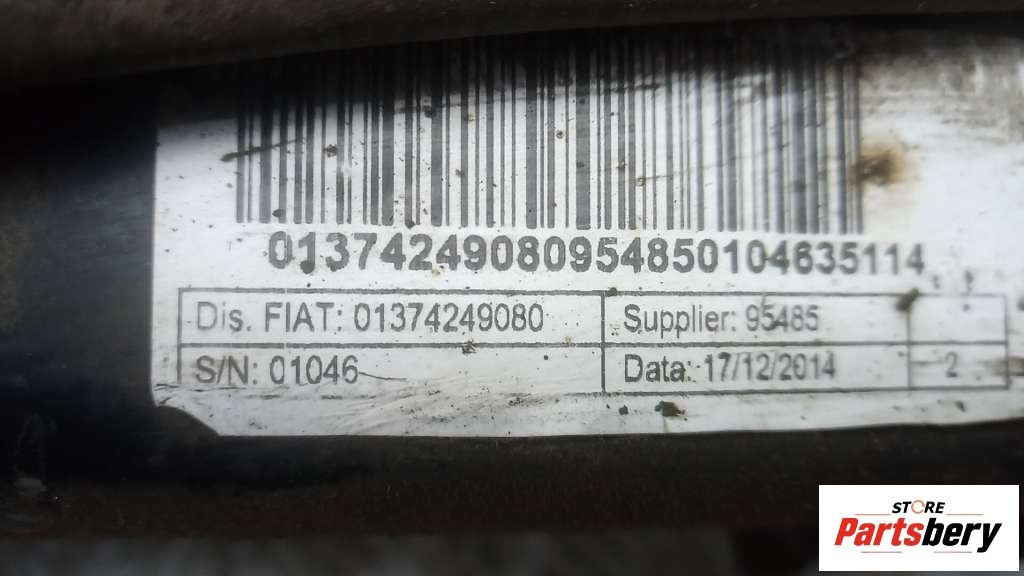 01374249080954850104635114
Dis. FIAT: 01374249080 Supplier: 95485
S/N: 01046 Data: 17/12/2014 2
STORE
Partsbery